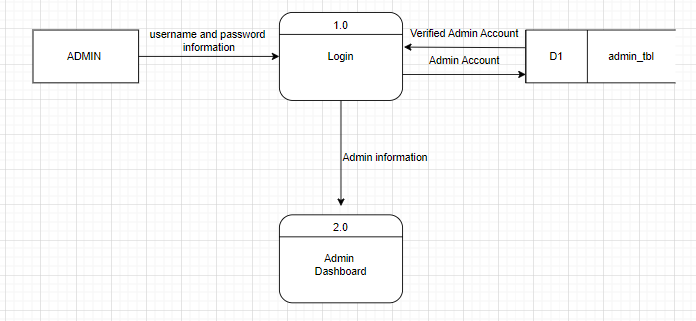 ADMIN
username and password
information
1.0
Login
Verified Admin Account
Admin Account
D1
admin_tbl
Admin information
2.0
Admin
Dashboard